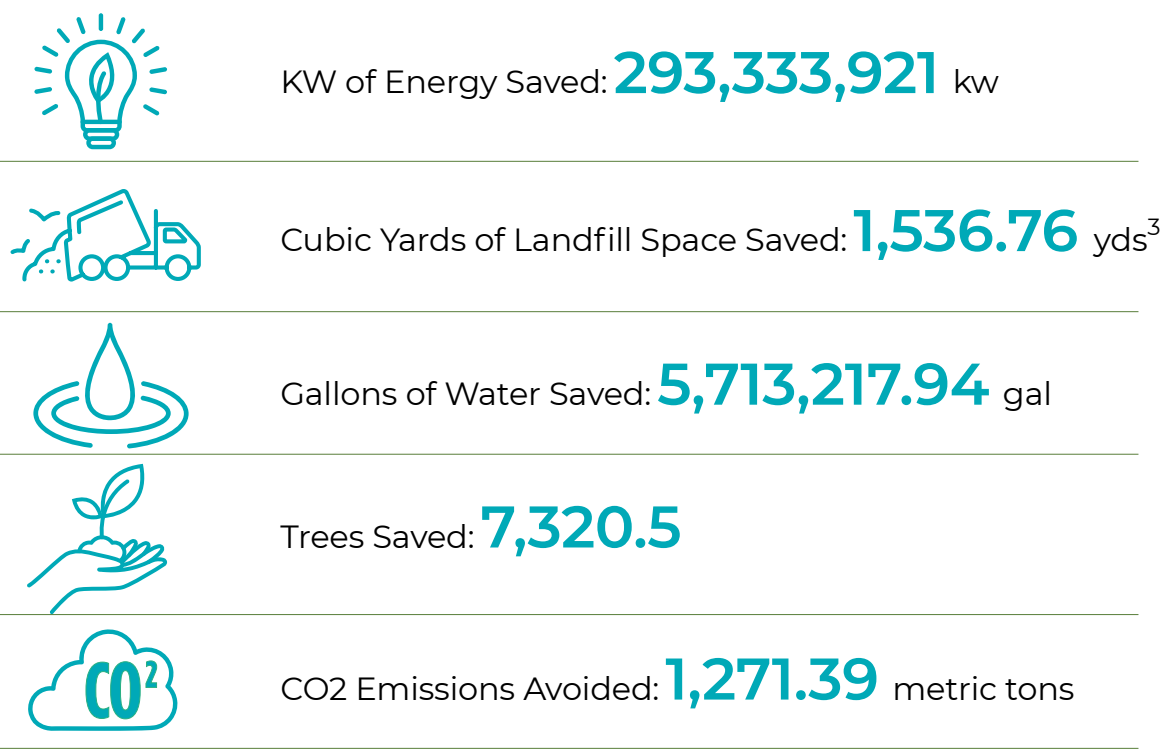 KW of Energy Saved: 293,333,921 kw
Cubic Yards of Landfill Space Saved: 1,536.76 yds³
Gallons of Water Saved: 5,713,217.94 gal
Trees Saved: 7,320.5
CO²
CO2 Emissions Avoided: 1,271.39 metric tons